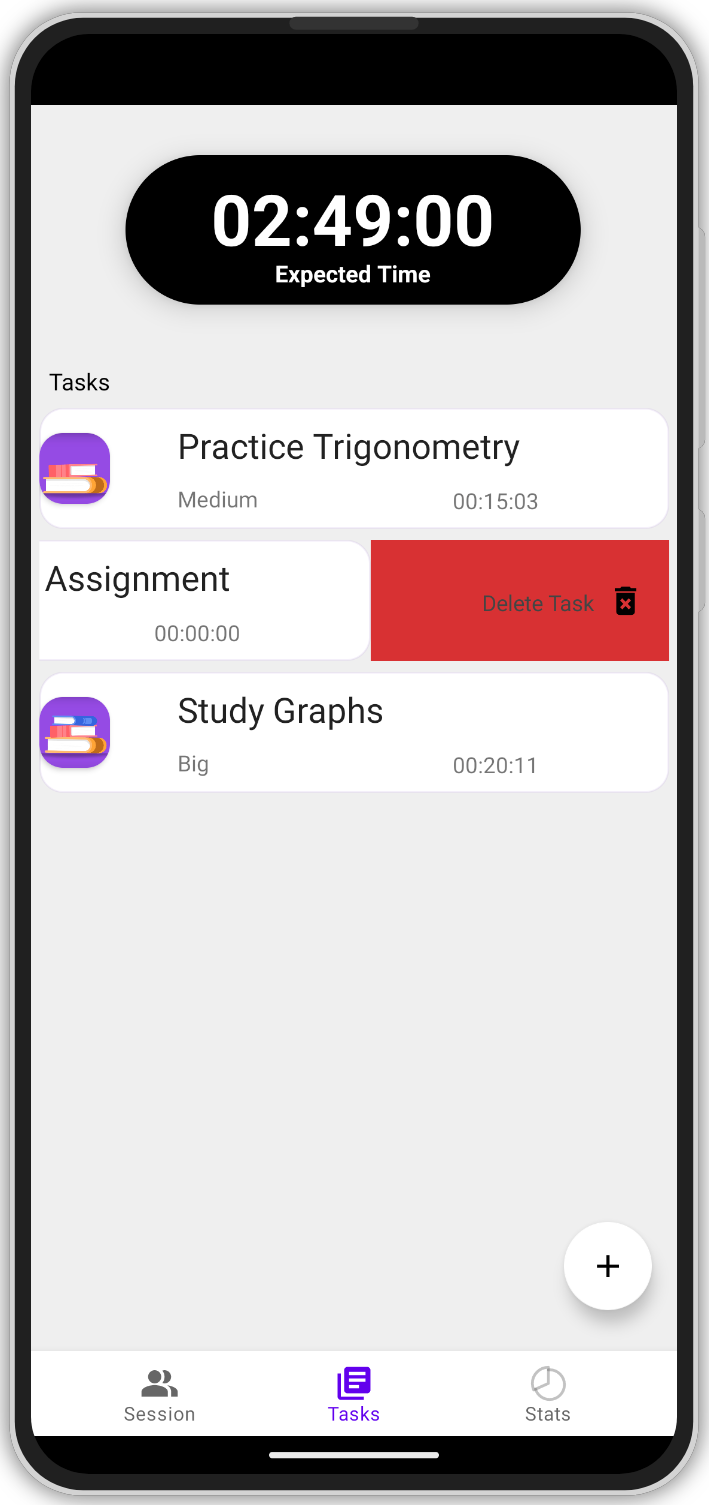 02:49:00
Expected Time
Tasks
Practice Trigonometry
Medium 00:15:03
Assignment
00:00:00
Delete Task
Study Graphs
Big 00:20:11
+
Session Tasks Stats